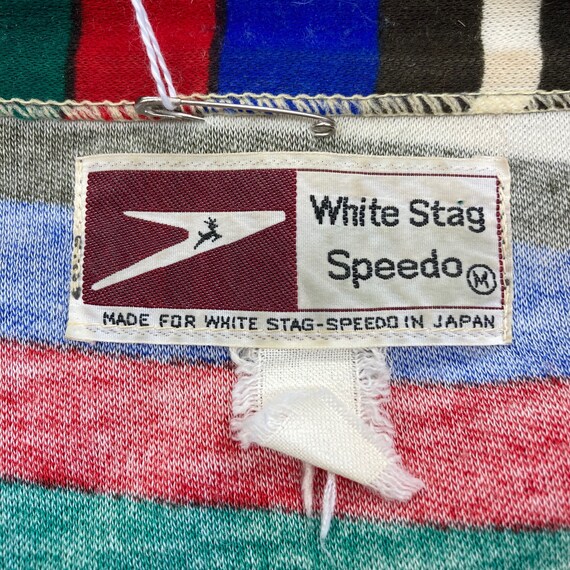 White Stag
Speedo Ⓜ
MADE FOR WHITE STAG-SPEEDO IN JAPAN